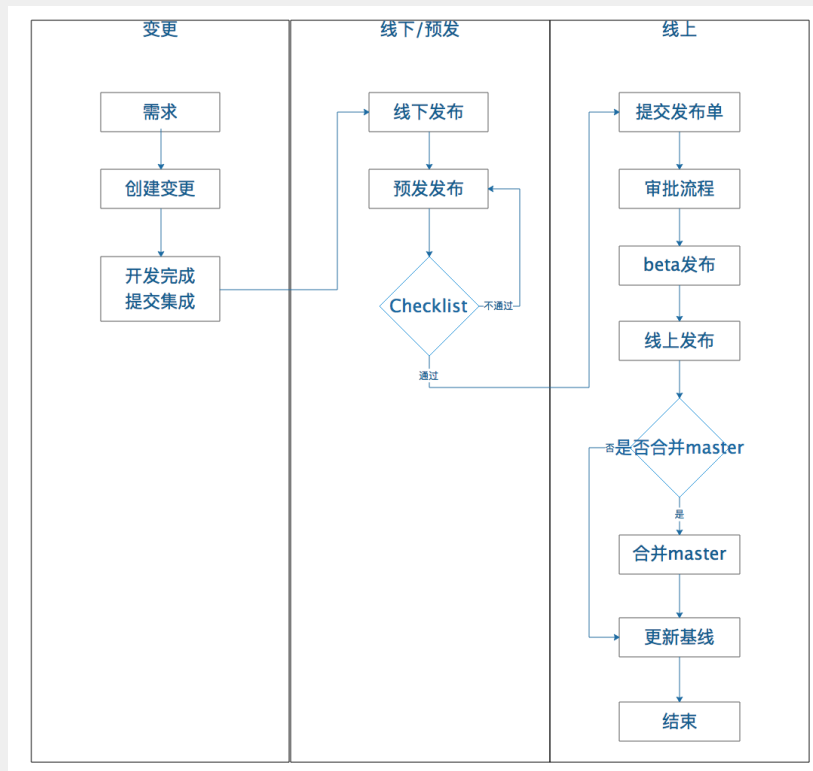 变更
需求
创建变更
开发完成
提交集成
线下/预发
线下发布
预发发布
Checklist
不通过
通过
线上
提交发布单
审批流程
beta发布
线上发布
否
是否合并master
是
合并master
更新基线
结束